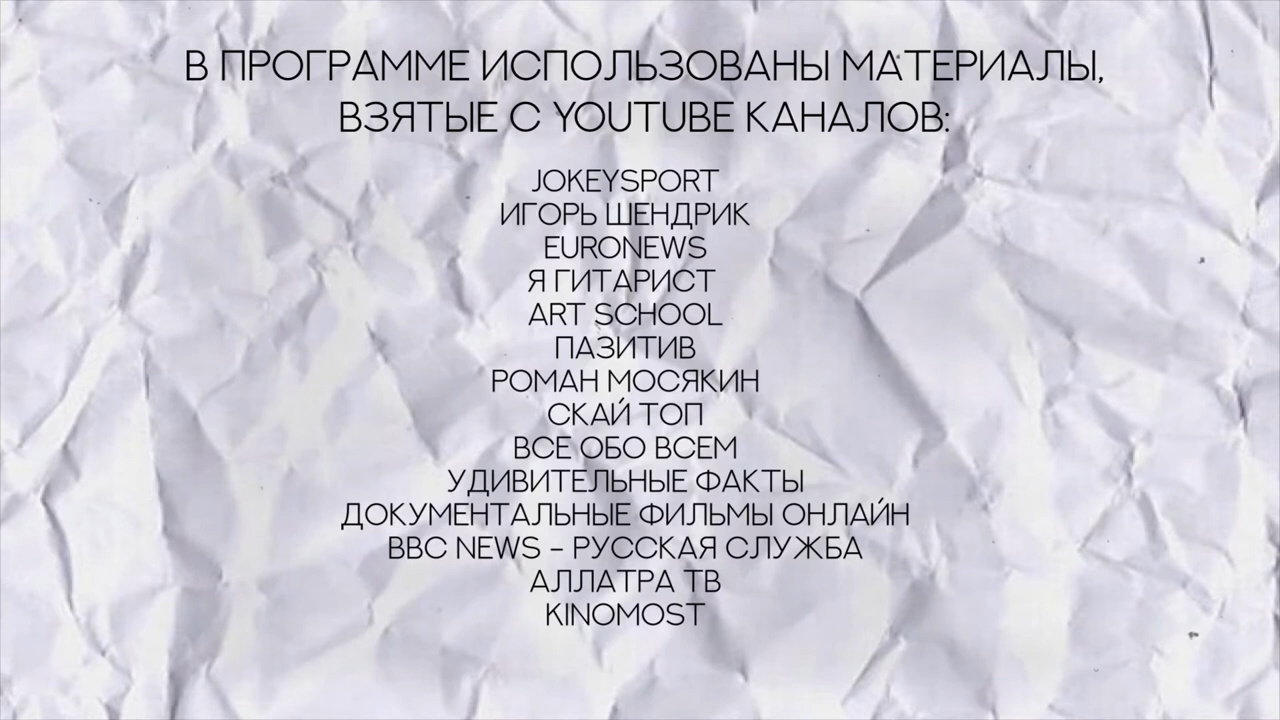 В ПРОГРАММЕ ИСПОЛЬЗОВАНЫ МАТЕРИАЛЫ,
ВЗЯТЫЕ С YOUTUBE КАНАЛОВ:
JOKEYSPORT
ИГОРЬ ШЕНДРИК
EURONEWS
Я ГИТАРИСТ
ART SCHOOL
ПАЗИТИВ
РОМАН МОСЯКИН
СКАЙ ТОП
ВСЕ ОБО ВСЕМ
УДИВИТЕЛЬНЫЕ ФАКТЫ
ДОКУМЕНТАЛЬНЫЕ ФИЛЬМЫ ОНЛАЙН
BBC NEWS – РУССКАЯ СЛУЖБА
АЛЛАТРА ТВ
KINOMOST